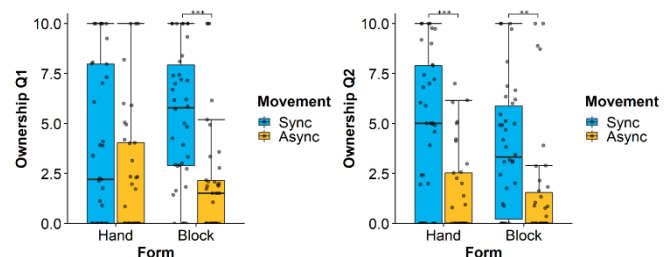 10.0
7.5
5.0
2.5
0.0
Ownership Q1
***
Hand
Block
Form
Movement
Sync
Async
10.0
7.5
5.0
2.5
0.0
Ownership Q2
***
**
Hand
Block
Form
Movement
Sync
Async